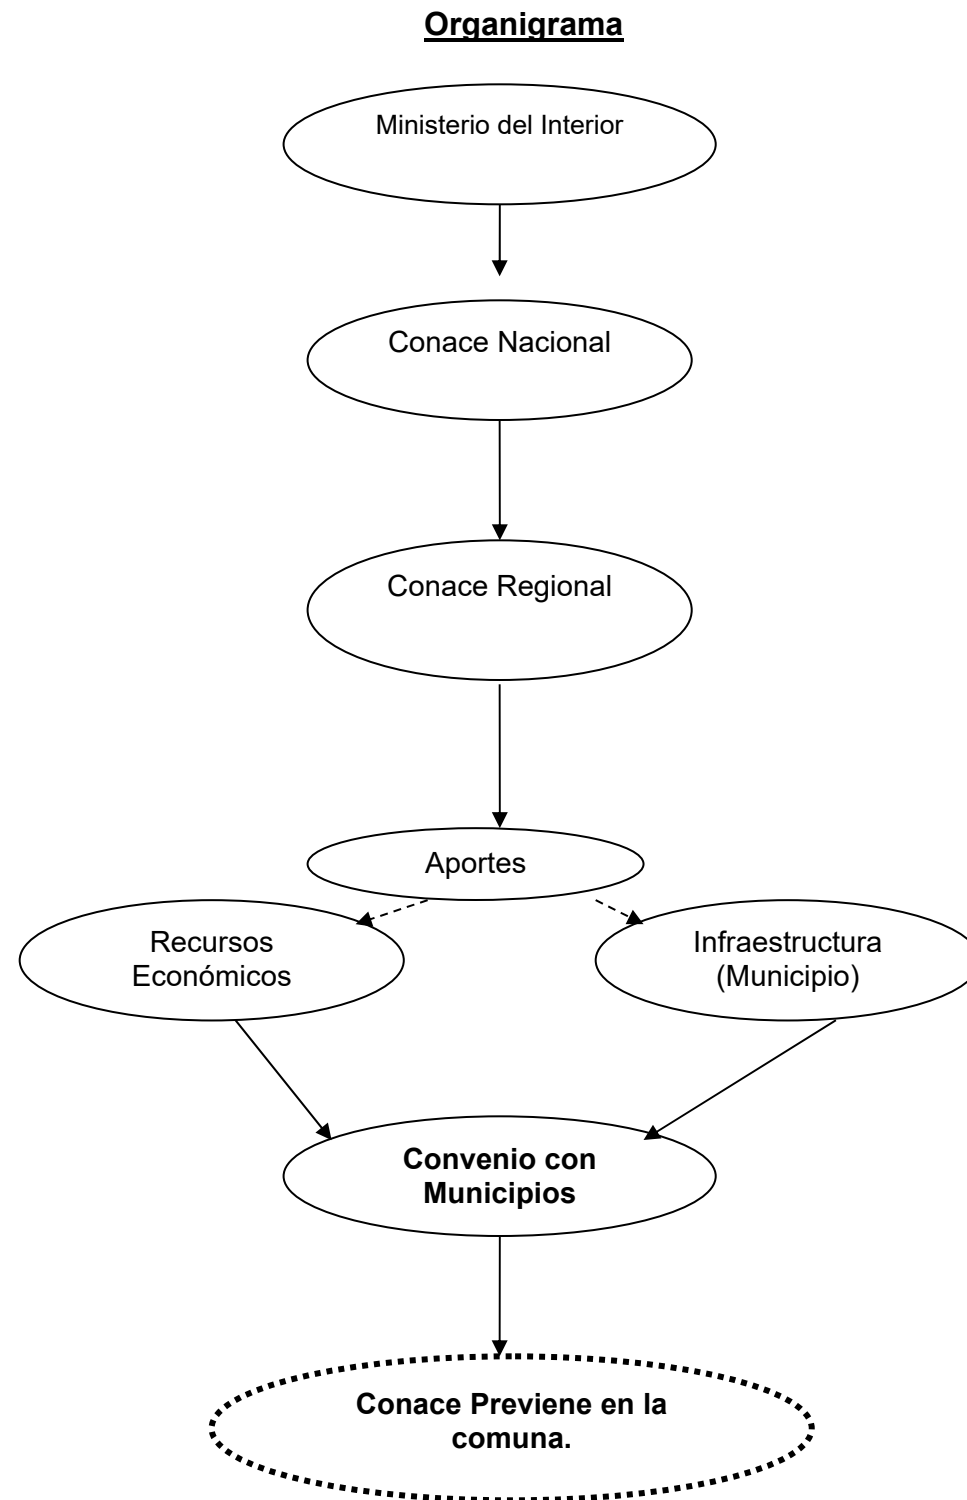 Organigrama
Ministerio del Interior
Conace Nacional
Conace Regional
Aportes
Recursos
Económicos
Infraestructura
(Municipio)
Convenio con
Municipios
Conace Previene en la
comuna.